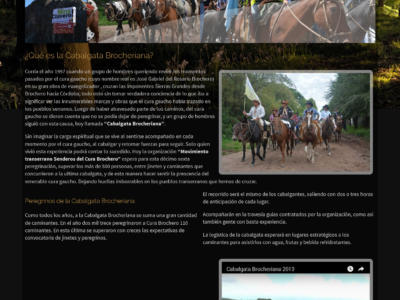 ¿Qué es la Cabalgata Brocheriana?
Corría el año 1997 cuando un grupo de hombres queriendo revivir los momentos
pasados por el cura gaucho (cuyo nombre real es José Gabriel del Rosario Brochero)
en su gran obra de evangelizador , cruzan las imponentes Sierras Grandes desde
Brochero hacia Córdoba, todo esto sin tomar verdadera conciencia de lo que iba a
significar ver las innumerables marcas y obras que el cura gaucho había trazado en
los pueblos serranos. Luego de haber abonado parte de los caminos, del cura
gaucho se dieron cuenta que no se podía dejar de peregrinar, y un grupo de hombres
siguió con esta causa, hoy llamada "Cabalgata Brocheriana".
Sin imaginar la carga espiritual que se vive al sentirse acompañado en cada
momento por el cura gaucho, al cabalgar y retomar fuerzas para seguir. Solo quien
vivió esta experiencia podrá contar lo sucedido. Hoy la organización "Movimiento
transerrano Senderos del Cura Brochero" espera para esta décimo sexta
peregrinación, superar los más de 500 personas, entre jinetes y caminantes que
concurrieron a la ultima cabalgata, y de esta manera hacer sentir la presencia del
venerable cura gaucho. Dejando huellas imborrables en los pueblos transerranos que hemos de cruzar.
Peregrinos de la Cabalgata Brocheriana
Como todos los años, a la Cabalgata Brocheriana se suma una gran cantidad
de caminantes. En el año dos mil trece peregrinaron a Cura Brochero 116
caminantes. En esta última se superaron con creces las expectativas de
convocatoria de jinetes y peregrinos.
El recorrido será el mismo de los cabalgantes, saliendo con dos o tres horas
de anticipación de cada lugar.
Acompañarán en la travesía guías contratados por la organización, como así
también gente con basta experiencia.
La logística de la cabalgata esperará en lugares estratégicos a los
caminantes para asistirlos con agua, frutas y bebida rehidratantes.
Cabalgata Brocheriana 2013